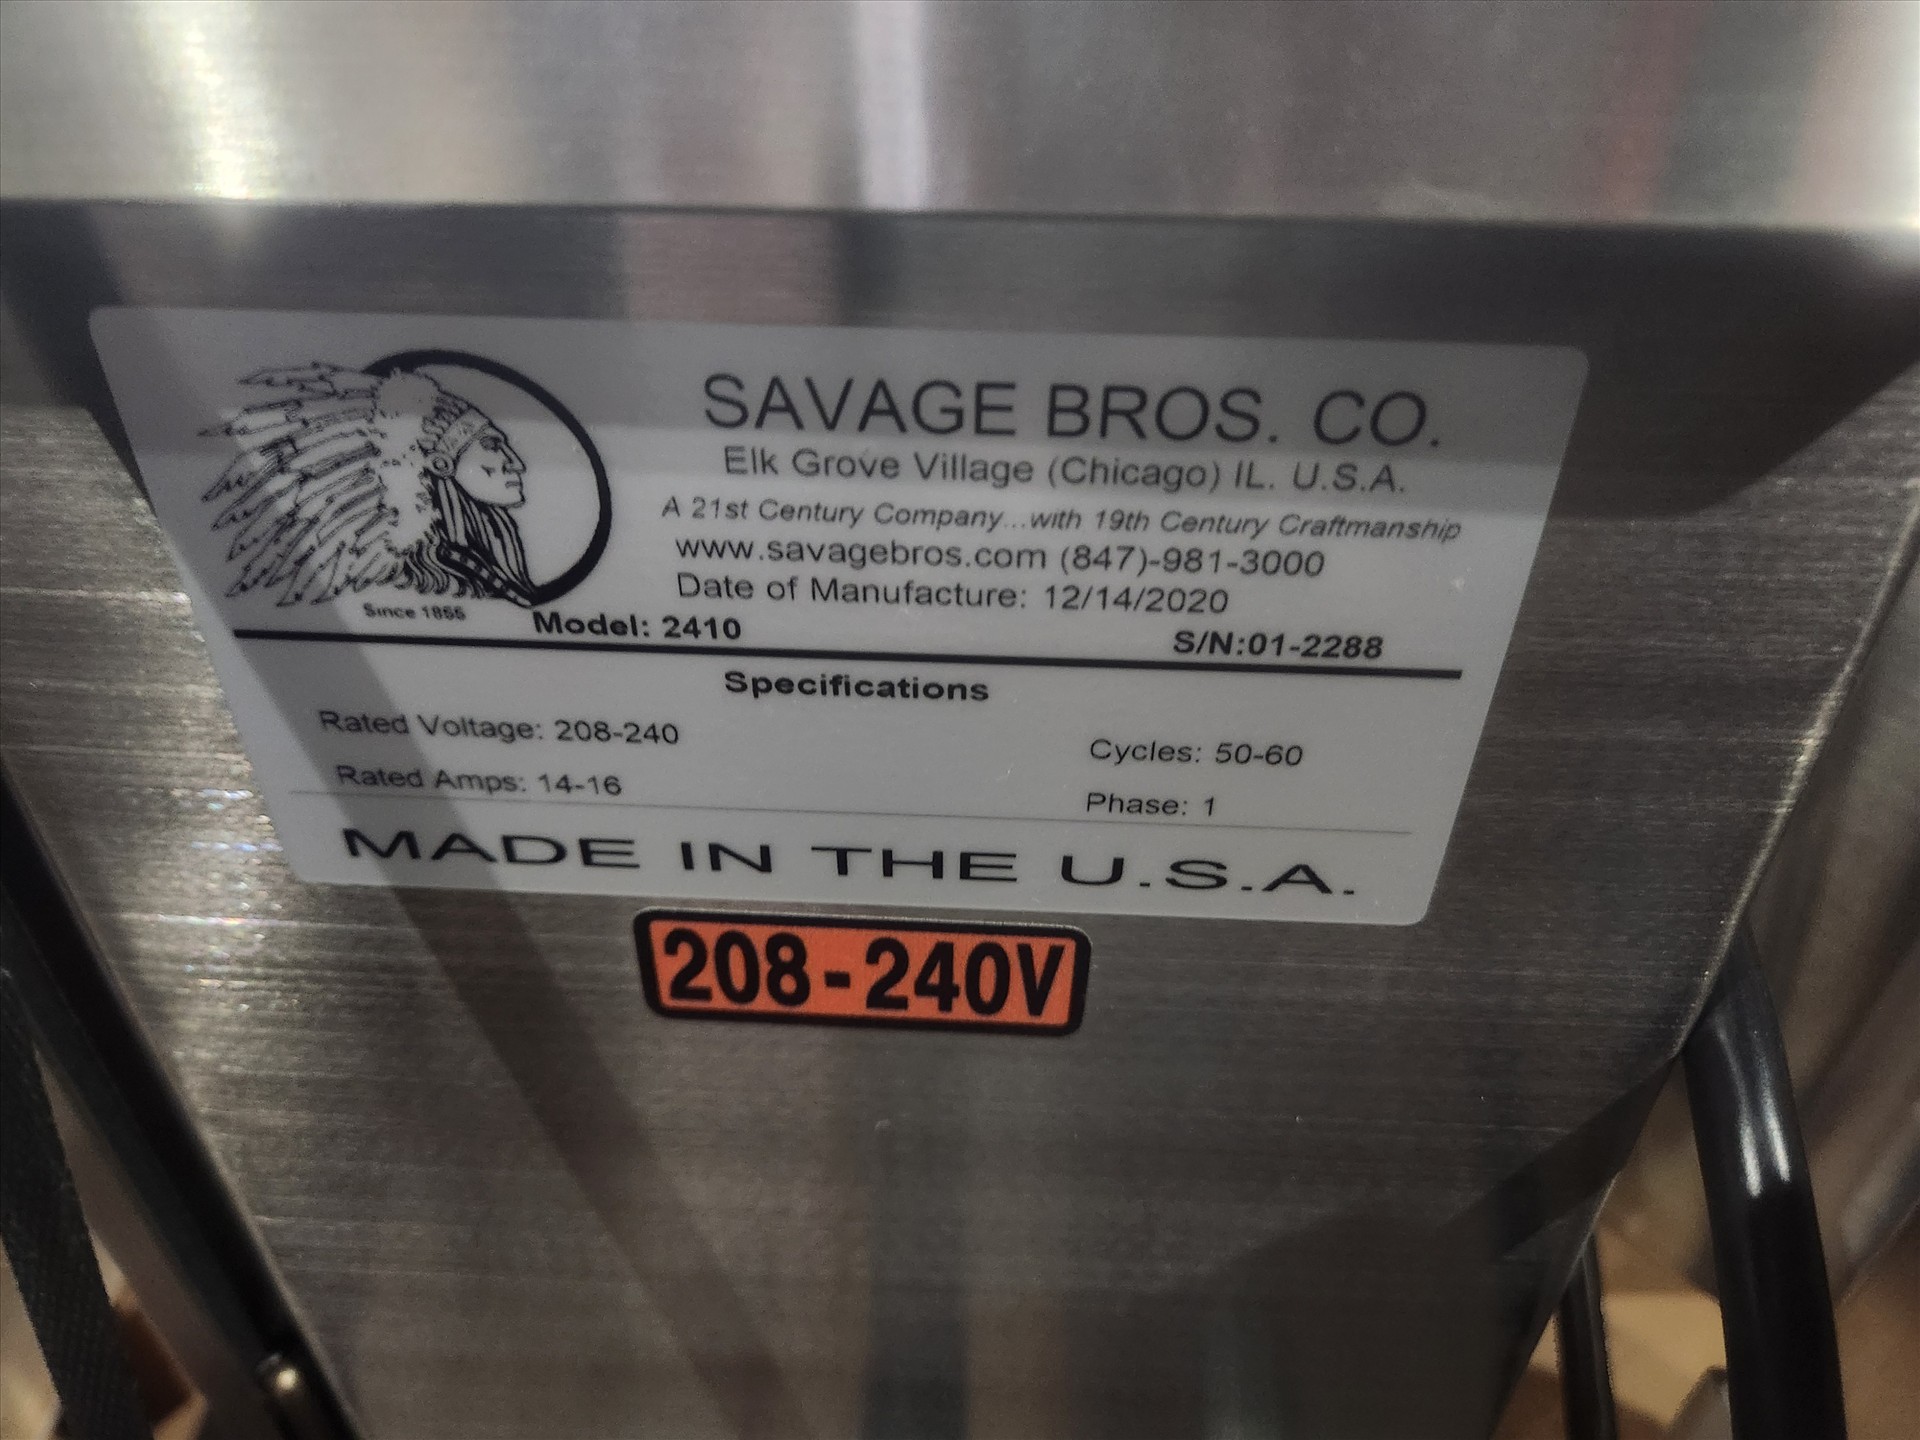 SAVAGE BROS. CO.
Elk Grove Village (Chicago) IL. U.S.A.
A 21st Century Company...with 19th Century Craftmanship
www.savagebros.com (847)-981-3000
Date of Manufacture: 12/14/2020
Since 1855
Model: 2410 S/N:01-2288
Specifications
Rated Voltage: 208-240 Cycles: 50-60
Rated Amps: 14-16 Phase: 1
MADE IN THE U.S.A.
208-240V